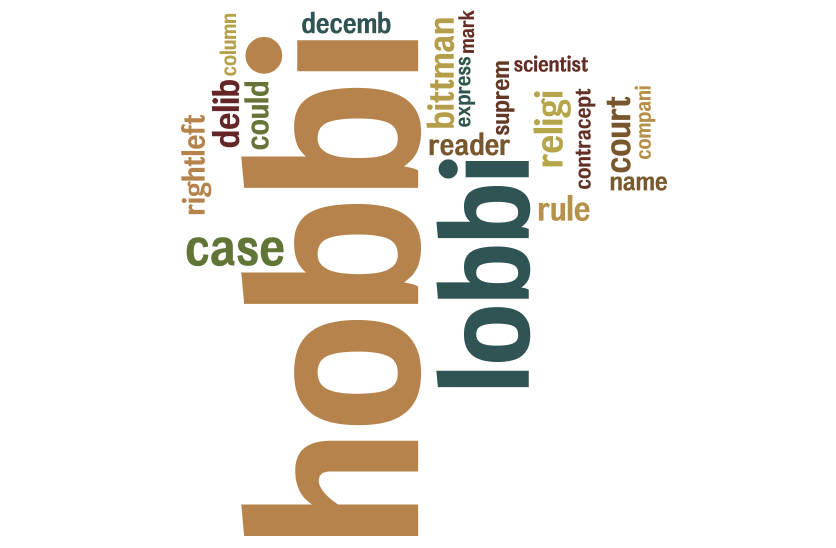 decemb
column
mark
bittman
express
scientist
suprem
delib
could
rightleft
hobbi
reader
religi
contracept
court
compani
name
lobbi
rule
case